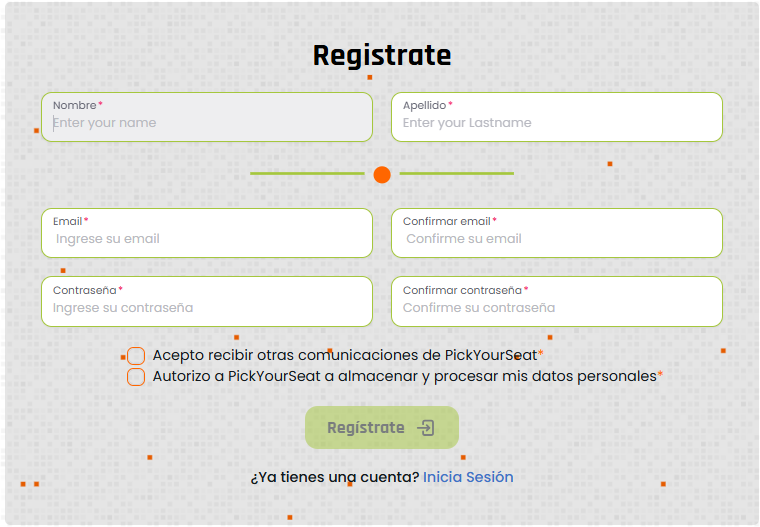 Registrate
Nombre*
Enter your name
Apellido*
Enter your Lastname
Email*
Ingrese su email
Confirmar email*
Confirme su email
Contraseña*
Ingrese su contraseña
Confirmar contraseña*
Confirme su contraseña
Acepto recibir otras comunicaciones de PickYourSeat*
Autorizo a PickYourSeat a almacenar y procesar mis datos personales*
Regístrate
¿Ya tienes una cuenta? Inicia Sesión